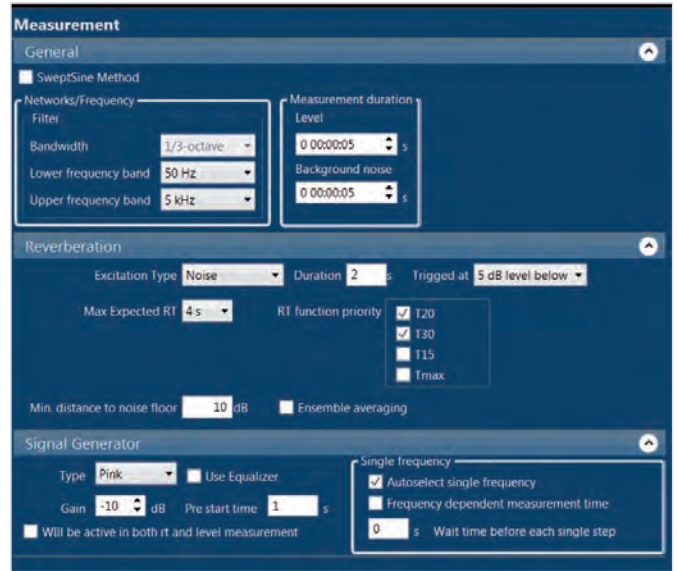 Measurement
General
SweptSine Method
Networks/Frequency
Filter
Bandwidth 1/3-octave
Lower frequency band 50 Hz
Upper frequency band 5 kHz
Measurement duration
Level
0 00:00:05 s
Background noise
0 00:00:05 s
Reverberation
Excitation Type Noise Duration 2 s Trigged at 5 dB level below
Max Expected RT 4 s RT function priority T20
T30
T15
Tmax
Min. distance to noise floor 10 dB Ensemble averaging
Signal Generator
Type Pink Use Equalizer
Gain -10 dB Pre start time 1 s
Will be active in both rt and level measurement
Single frequency
Autoselect single frequency
Frequency dependent measurement time
0 s Wait time before each single step